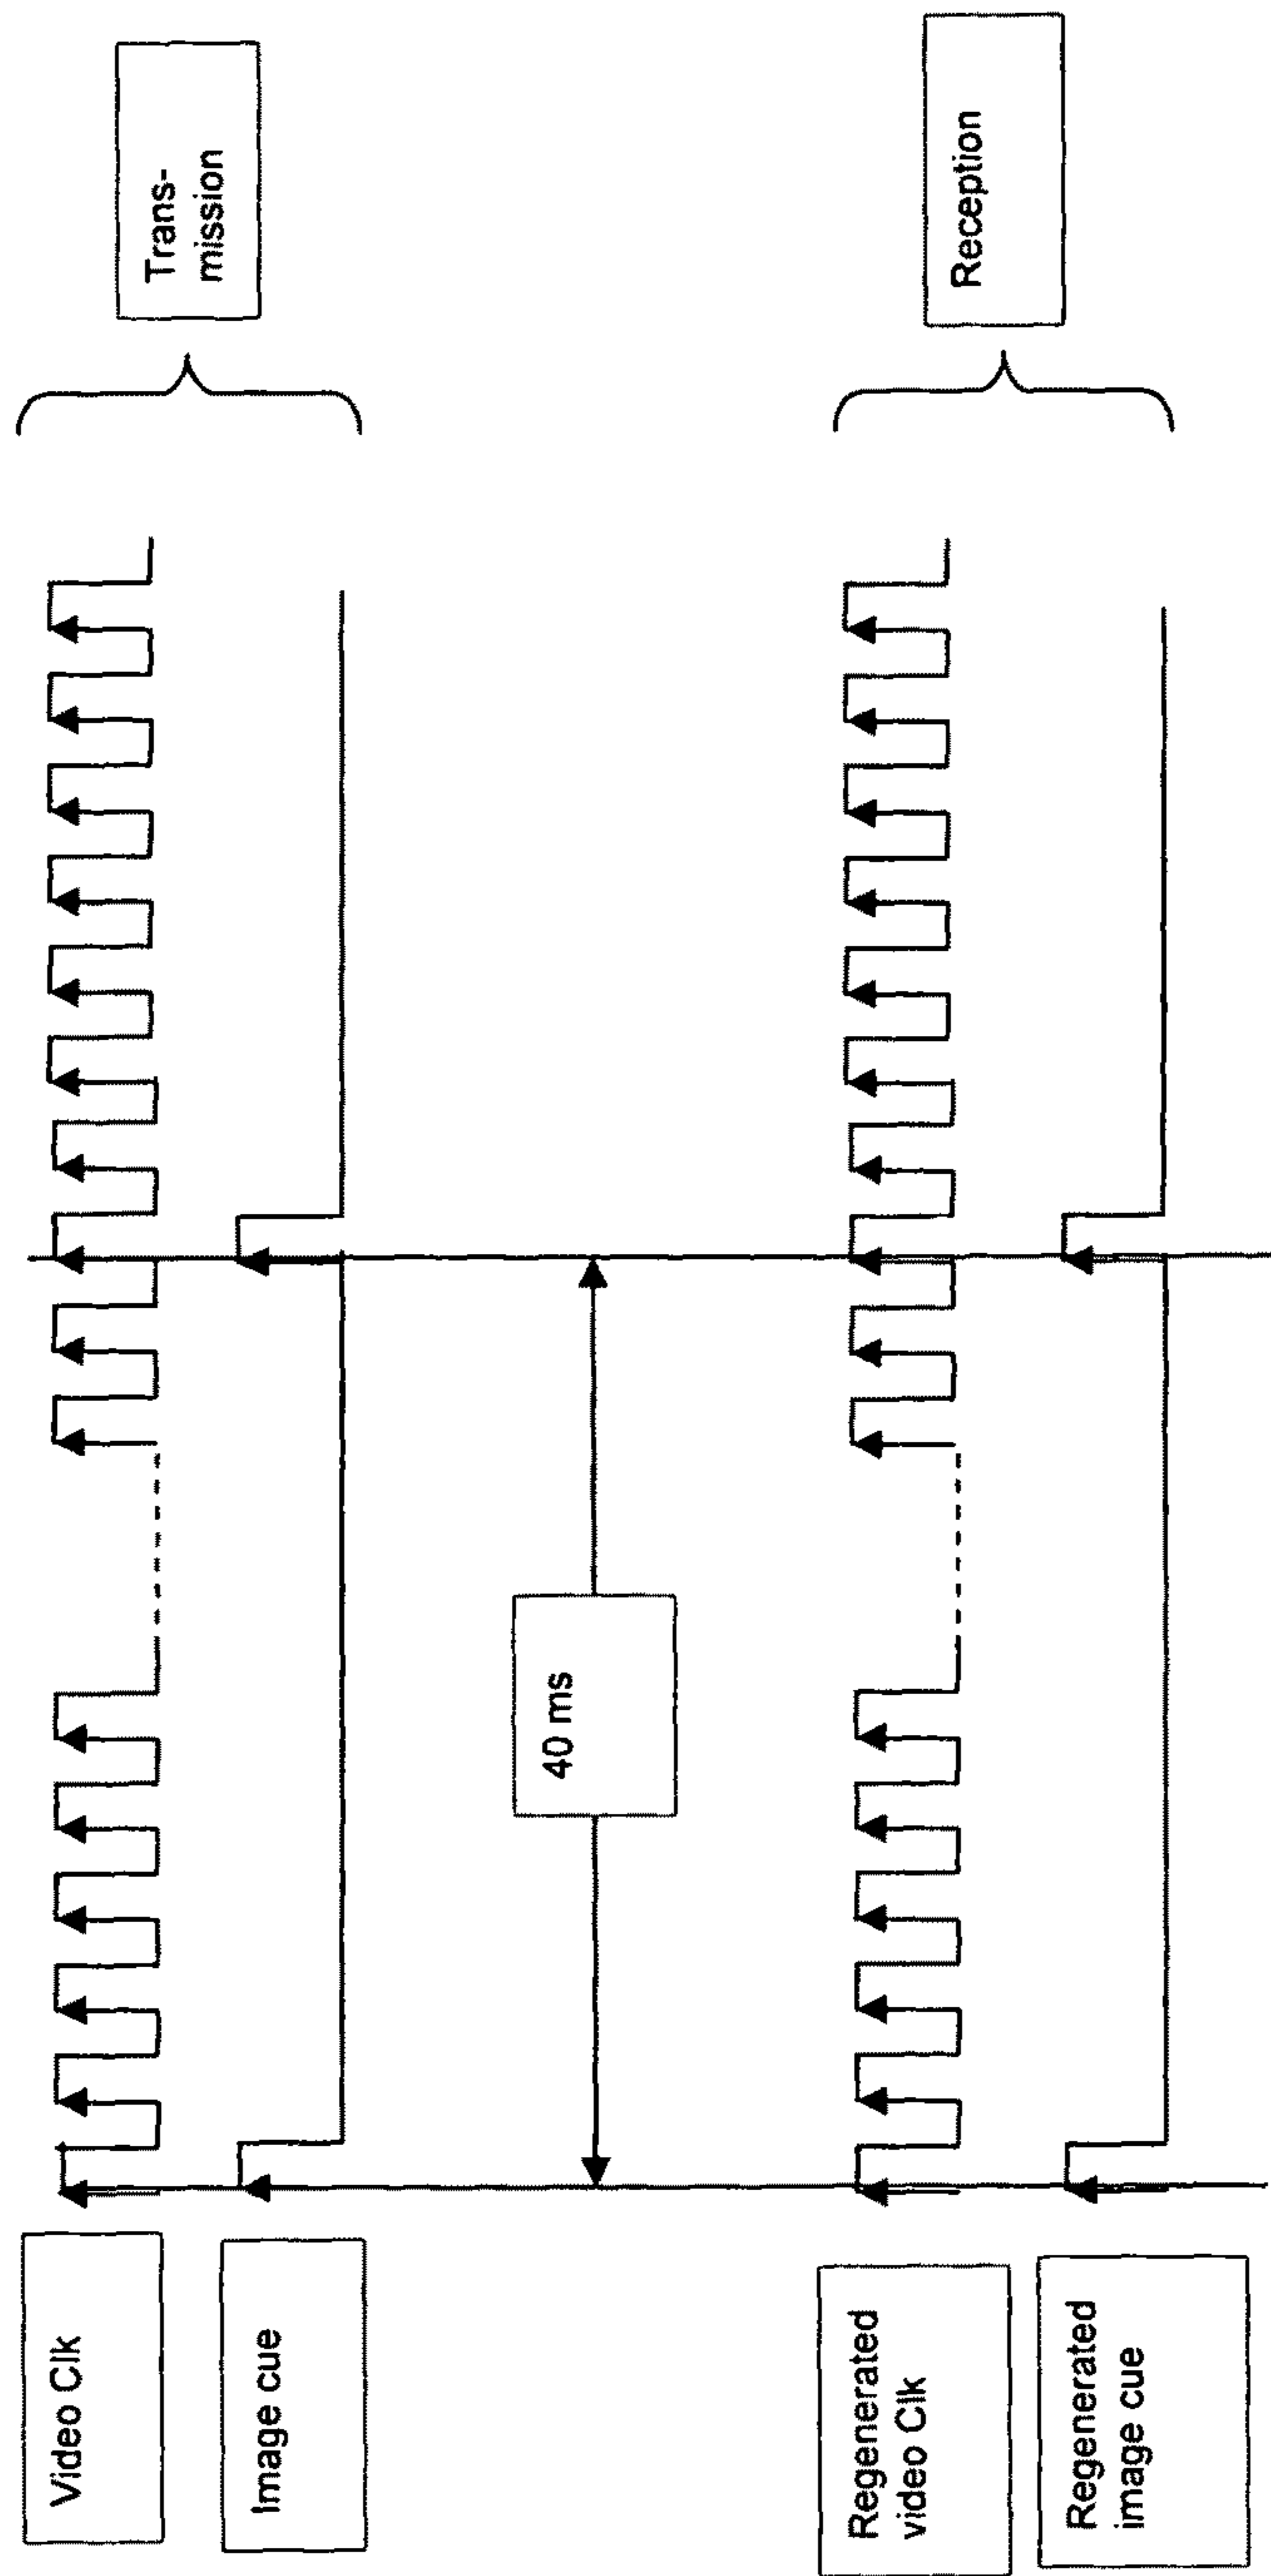 Video Clk
Image cue
Trans-
mission
40 ms
Regenerated
video Clk
Regenerated
image cue
Reception